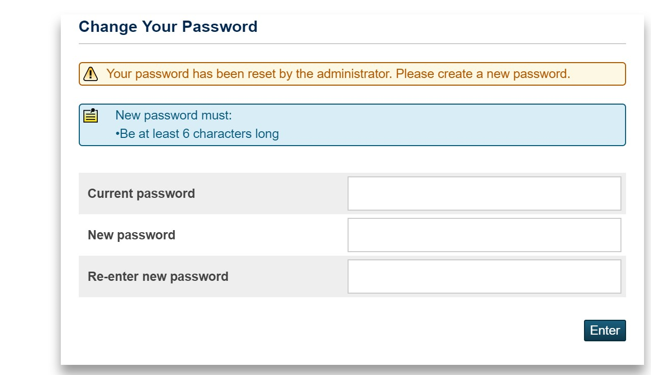 Change Your Password
Your password has been reset by the administrator. Please create a new password.
New password must:
•Be at least 6 characters long
Current password
New password
Re-enter new password
Enter